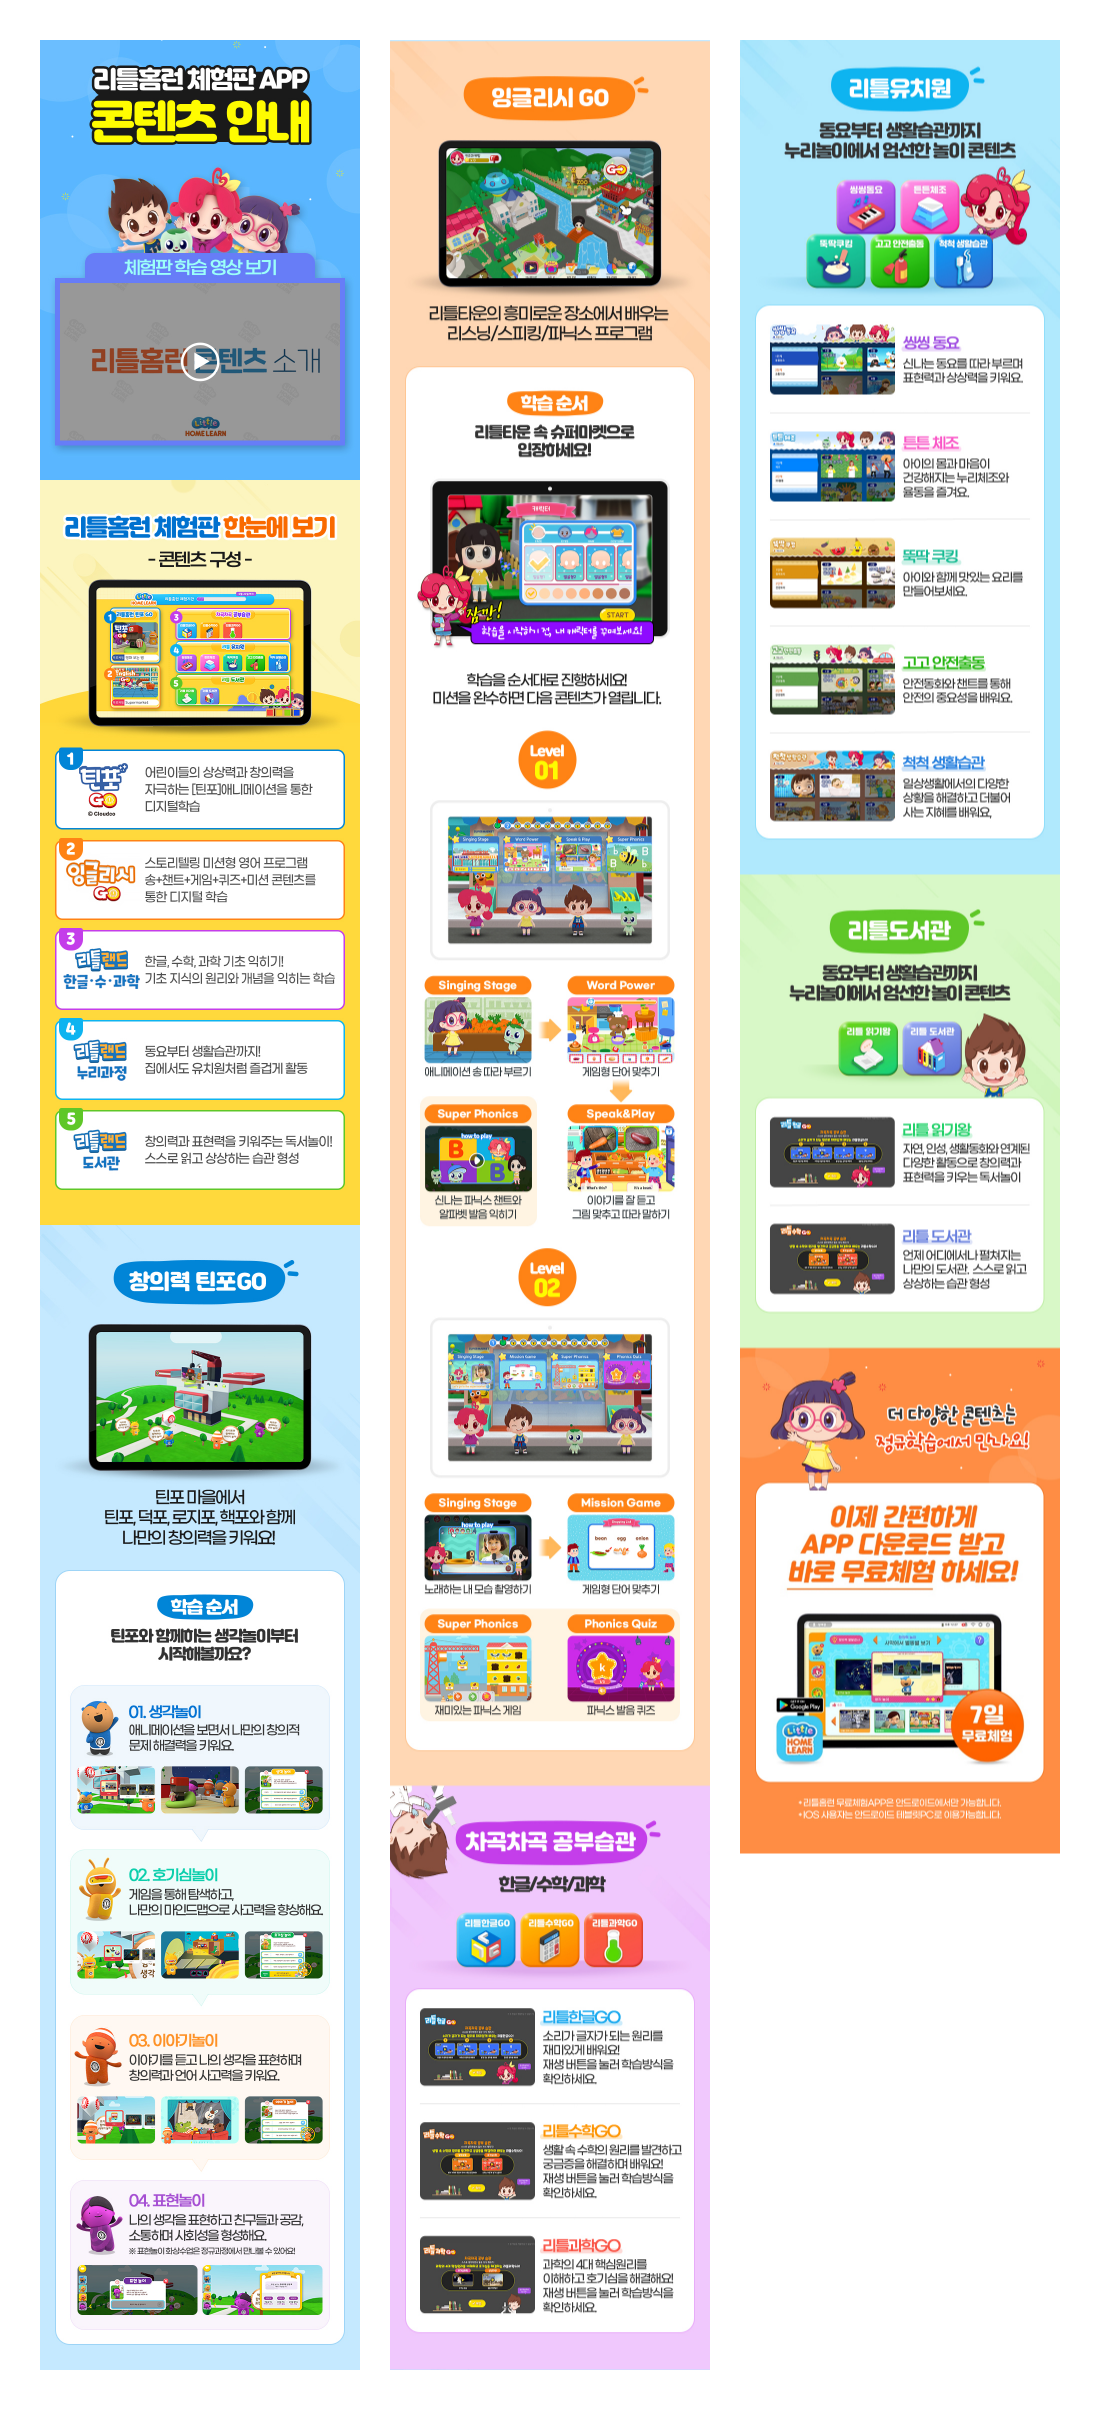 리틀홈런 체험판 APP
콘텐츠 안내
체험판 학습 영상 보기
리틀홈런 콘텐츠 소개
Little
HOME LEARN
리틀홈런 체험판 한눈에 보기
- 콘텐츠 구성 -
1
틴포
GO
© Cloudco
어린이들의 상상력과 창의력을
자극하는 [틴포]애니메이션을 통한
디지털학습
2
잉글리시
GO
스토리텔링 미션형 영어 프로그램
송+챈트+게임+퀴즈+미션 콘텐츠를
통한 디지털 학습
3
리틀랜드
한글·수·과학
한글, 수학, 과학 기초 익히기!
기초 지식의 원리와 개념을 익히는 학습
4
리틀랜드
누리과정
동요부터 생활습관까지!
집에서도 유치원처럼 즐겁게 활동
5
리틀랜드
도서관
창의력과 표현력을 키워주는 독서놀이!
스스로 읽고 상상하는 습관 형성
창의력 틴포GO
틴포 마을에서
틴포, 덕포, 로지포, 핵포와 함께
나만의 창의력을 키워요!
학습 순서
틴포와 함께하는 생각놀이부터
시작해볼까요?
01. 생각놀이
애니메이션을 보면서 나만의 창의적
문제 해결력을 키워요.
02. 호기심놀이
게임을 통해 탐색하고,
나만의 마인드맵으로 사고력을 향상해요.
생각
03. 이야기놀이
이야기를 듣고 나의 생각을 표현하며
창의력과 언어 사고력을 키워요.
04. 표현놀이
나의 생각을 표현하고 친구들과 공감,
소통하며 사회성을 형성해요.
※ 표현놀이 화상수업은 정규과정에서 만나볼 수 있어요!
잉글리시 GO
GO
ZOO
리틀타운의 흥미로운 장소에서 배우는
리스닝/스피킹/파닉스 프로그램
학습 순서
리틀타운 속 슈퍼마켓으로
입장하세요!
캐릭터
START
잠깐!
학습을 시작하기 전, 내 캐릭터를 꾸며보세요!
학습을 순서대로 진행하세요!
미션을 완수하면 다음 콘텐츠가 열립니다.
Level
01
Singing Stage
Word Power
Speak & Play
Super Phonics
Singing Stage
Word Power
애니메이션 송 따라 부르기
게임형 단어 맞추기
Super Phonics
Speak&Play
how to play
B
B
신나는 파닉스 챈트와
알파벳 발음 익히기
이야기를 잘 듣고
그림 맞추고 따라 말하기
Level
02
Singing Stage
Mission Game
Super Phonics
Phonics Quiz
Singing Stage
Mission Game
how to play
bean egg onion
노래하는 내 모습 촬영하기
게임형 단어 맞추기
Super Phonics
Phonics Quiz
k
재미있는 파닉스 게임
파닉스 발음 퀴즈
차곡차곡 공부습관
한글/수학/과학
리틀한글GO
리틀수학GO
리틀과학GO
리틀한글GO
소리가 글자가 되는 원리를
재미있게 배워요!
재생 버튼을 눌러 학습방식을
확인하세요.
리틀수학GO
생활 속 수학의 원리를 발견하고
궁금증을 해결하며 배워요!
재생 버튼을 눌러 학습방식을
확인하세요.
리틀과학GO
과학의 4대 핵심원리를
이해하고 호기심을 해결해요!
재생 버튼을 눌러 학습방식을
확인하세요.
리틀유치원
동요부터 생활습관까지
누리놀이에서 엄선한 놀이 콘텐츠
씽씽동요
튼튼체조
뚝딱쿠킹
고고 안전출동
척척 생활습관
씽씽 동요
신나는 동요를 따라 부르며
표현력과 상상력을 키워요.
튼튼 체조
아이의 몸과 마음이
건강해지는 누리체조와
율동을 즐겨요.
뚝딱 쿠킹
아이와 함께 맛있는 요리를
만들어보세요.
고고 안전출동
안전동화와 챈트를 통해
안전의 중요성을 배워요.
척척 생활습관
일상생활에서의 다양한
상황을 해결하고 더불어
사는 지혜를 배워요.
리틀도서관
동요부터 생활습관까지
누리놀이에서 엄선한 놀이 콘텐츠
리틀 읽기왕
리틀 도서관
리틀 읽기왕
자연, 인성, 생활동화와 연계된
다양한 활동으로 창의력과
표현력을 키우는 독서놀이
리틀 도서관
언제 어디에서나 펼쳐지는
나만의 도서관. 스스로 읽고
상상하는 습관 형성
더 다양한 콘텐츠는
정규학습에서 만나요!
이제 간편하게
APP 다운로드 받고
바로 무료체험 하세요!
Google Play
Little
HOME
LEARN
7일
무료체험
*리틀홈런 무료체험APP은 안드로이드에서만 가능합니다.
*IOS 사용자는 안드로이드 테블릿PC로 이용가능합니다.